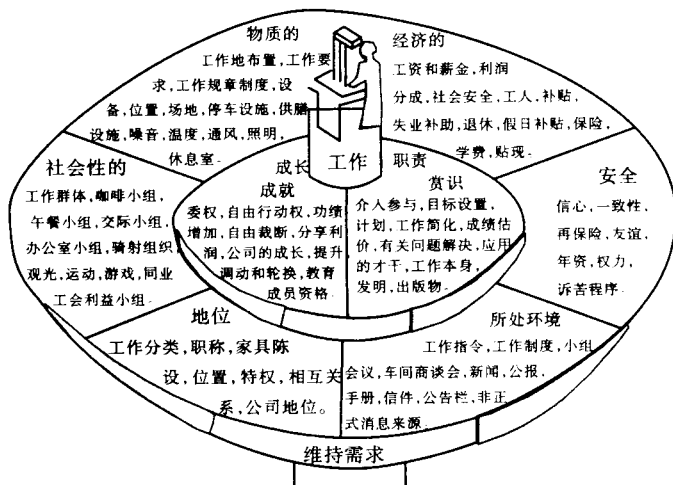 物质的
工作地布置,工作要
求,工作规章制度,设
备,位置,场地,停车设施,供膳
设施,噪音,温度,通风,照明,
休息室.
经济的
工资和薪金,利润
分成,社会安全,工人,补贴,
失业补助,退休,假日补贴,保险,
学费,贴现.
社会性的
工作群体,咖啡小组,
午餐小组,交际小组,
办公室小组,骑射组织,
观光,运动,游戏,同业
工会利益小组.
成长
工作
职责
成就
委权,自由行动权,功绩
增加,自由裁断,分享利
润,公司的成长,提升
调动和轮换,教育
成员资格.
赏识
介入参与,目标设置,
计划,工作简化,成绩估
价,有关问题解决,应用
的才干,工作本身,
发明,出版物.
安全
信心,一致性,
再保险,友谊,
年资,权力,
诉苦程序.
地位
工作分类,职称,家具陈
设,位置,特权,相互关
系,公司地位。
所处环境
工作指令,工作制度,小组
会议,车间商谈会,新闻,公报,
手册,信件,公告栏,非正
式消息来源.
维持需求